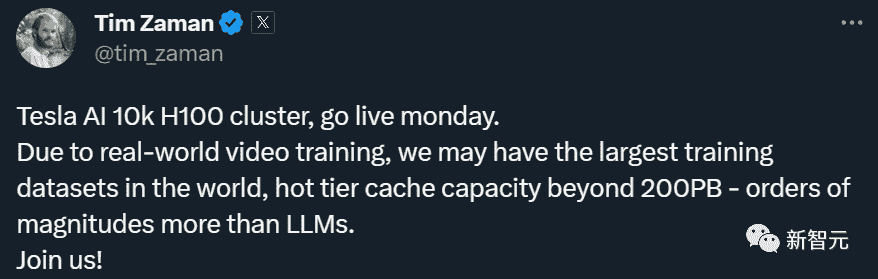 Tim Zaman
@tim_zaman
Tesla AI 10k H100 cluster, go live monday.
Due to real-world video training, we may have the largest training
datasets in the world, hot tier cache capacity beyond 200PB - orders of
magnitudes more than LLMs.
Join us!
新智元